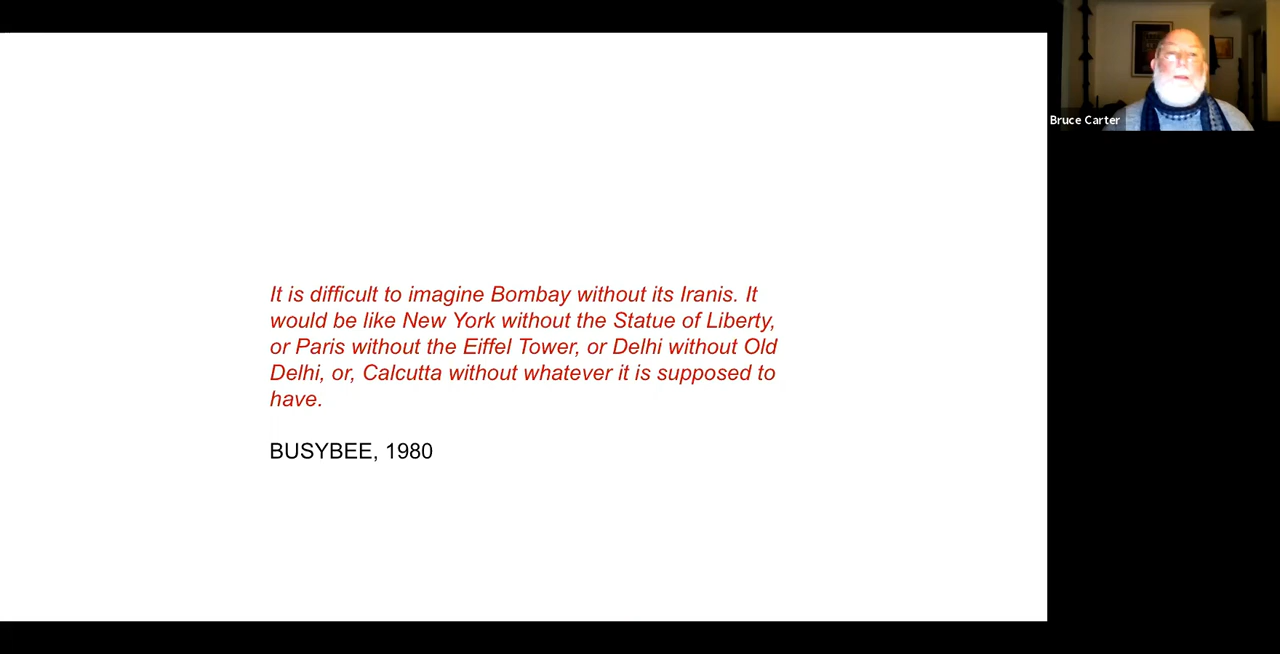 It is difficult to imagine Bombay without its Iranis. It
would be like New York without the Statue of Liberty,
or Paris without the Eiffel Tower, or Delhi without Old
Delhi, or, Calcutta without whatever it is supposed to
have.
BUSYBEE, 1980
Bruce Carter